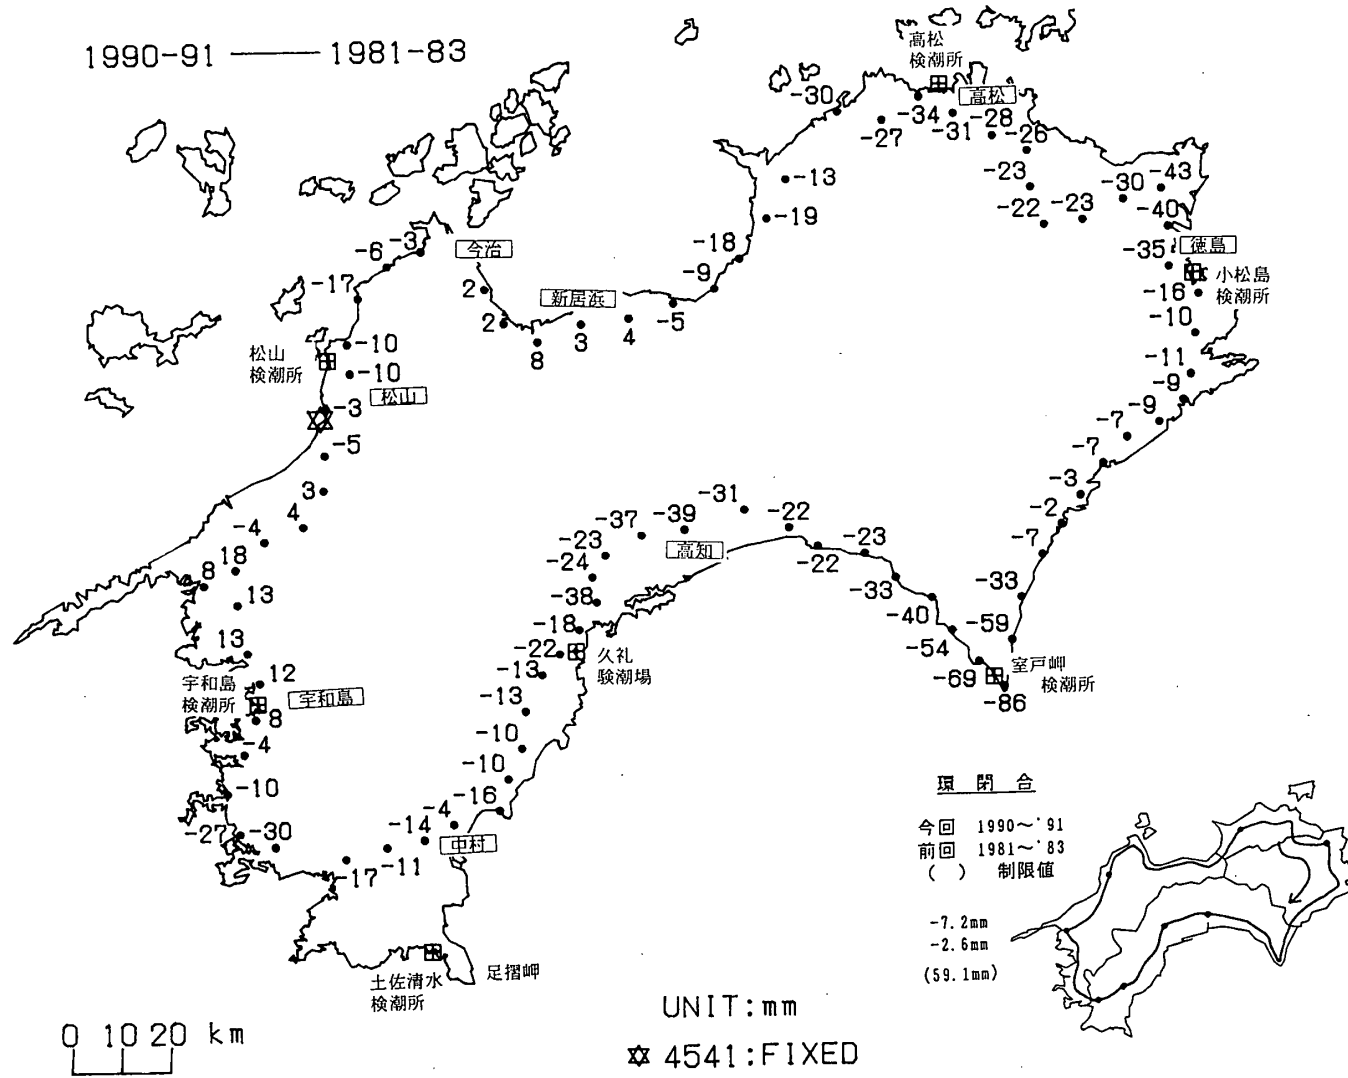 1990-91 —— 1981-83
高松
検潮所
高松
-30
-34
-27
-31
-28
-26
-23
-22
-23
-30
-43
-40
-35
徳島
小松島
検潮所
-16
-10
-11
-9
-9
-7
-7
-3
-2
-7
-33
-59
室戸岬
検潮所
-86
-69
-54
-40
-33
-23
-22
-22
-31
-39
高知
-37
-23
-24
-38
-18
-22
久礼
験潮場
-13
-13
-10
-10
-16
-4
中村
-14
-11
-17
-30
-27
-10
-4
8
宇和島
検潮所
宇和島
12
13
13
8
18
-4
4
3
-5
-3
松山
-10
-10
松山
検潮所
-17
-6
-3
今治
2
2
8
新居浜
3
4
-5
-9
-18
-19
-13
土佐清水
検潮所
足摺岬
環閉合
今回 1990〜'91
前回 1981〜'83
( ) 制限値
-7.2mm
-2.6mm
(59.1mm)
0 10 20 km
UNIT:mm
4541:FIXED